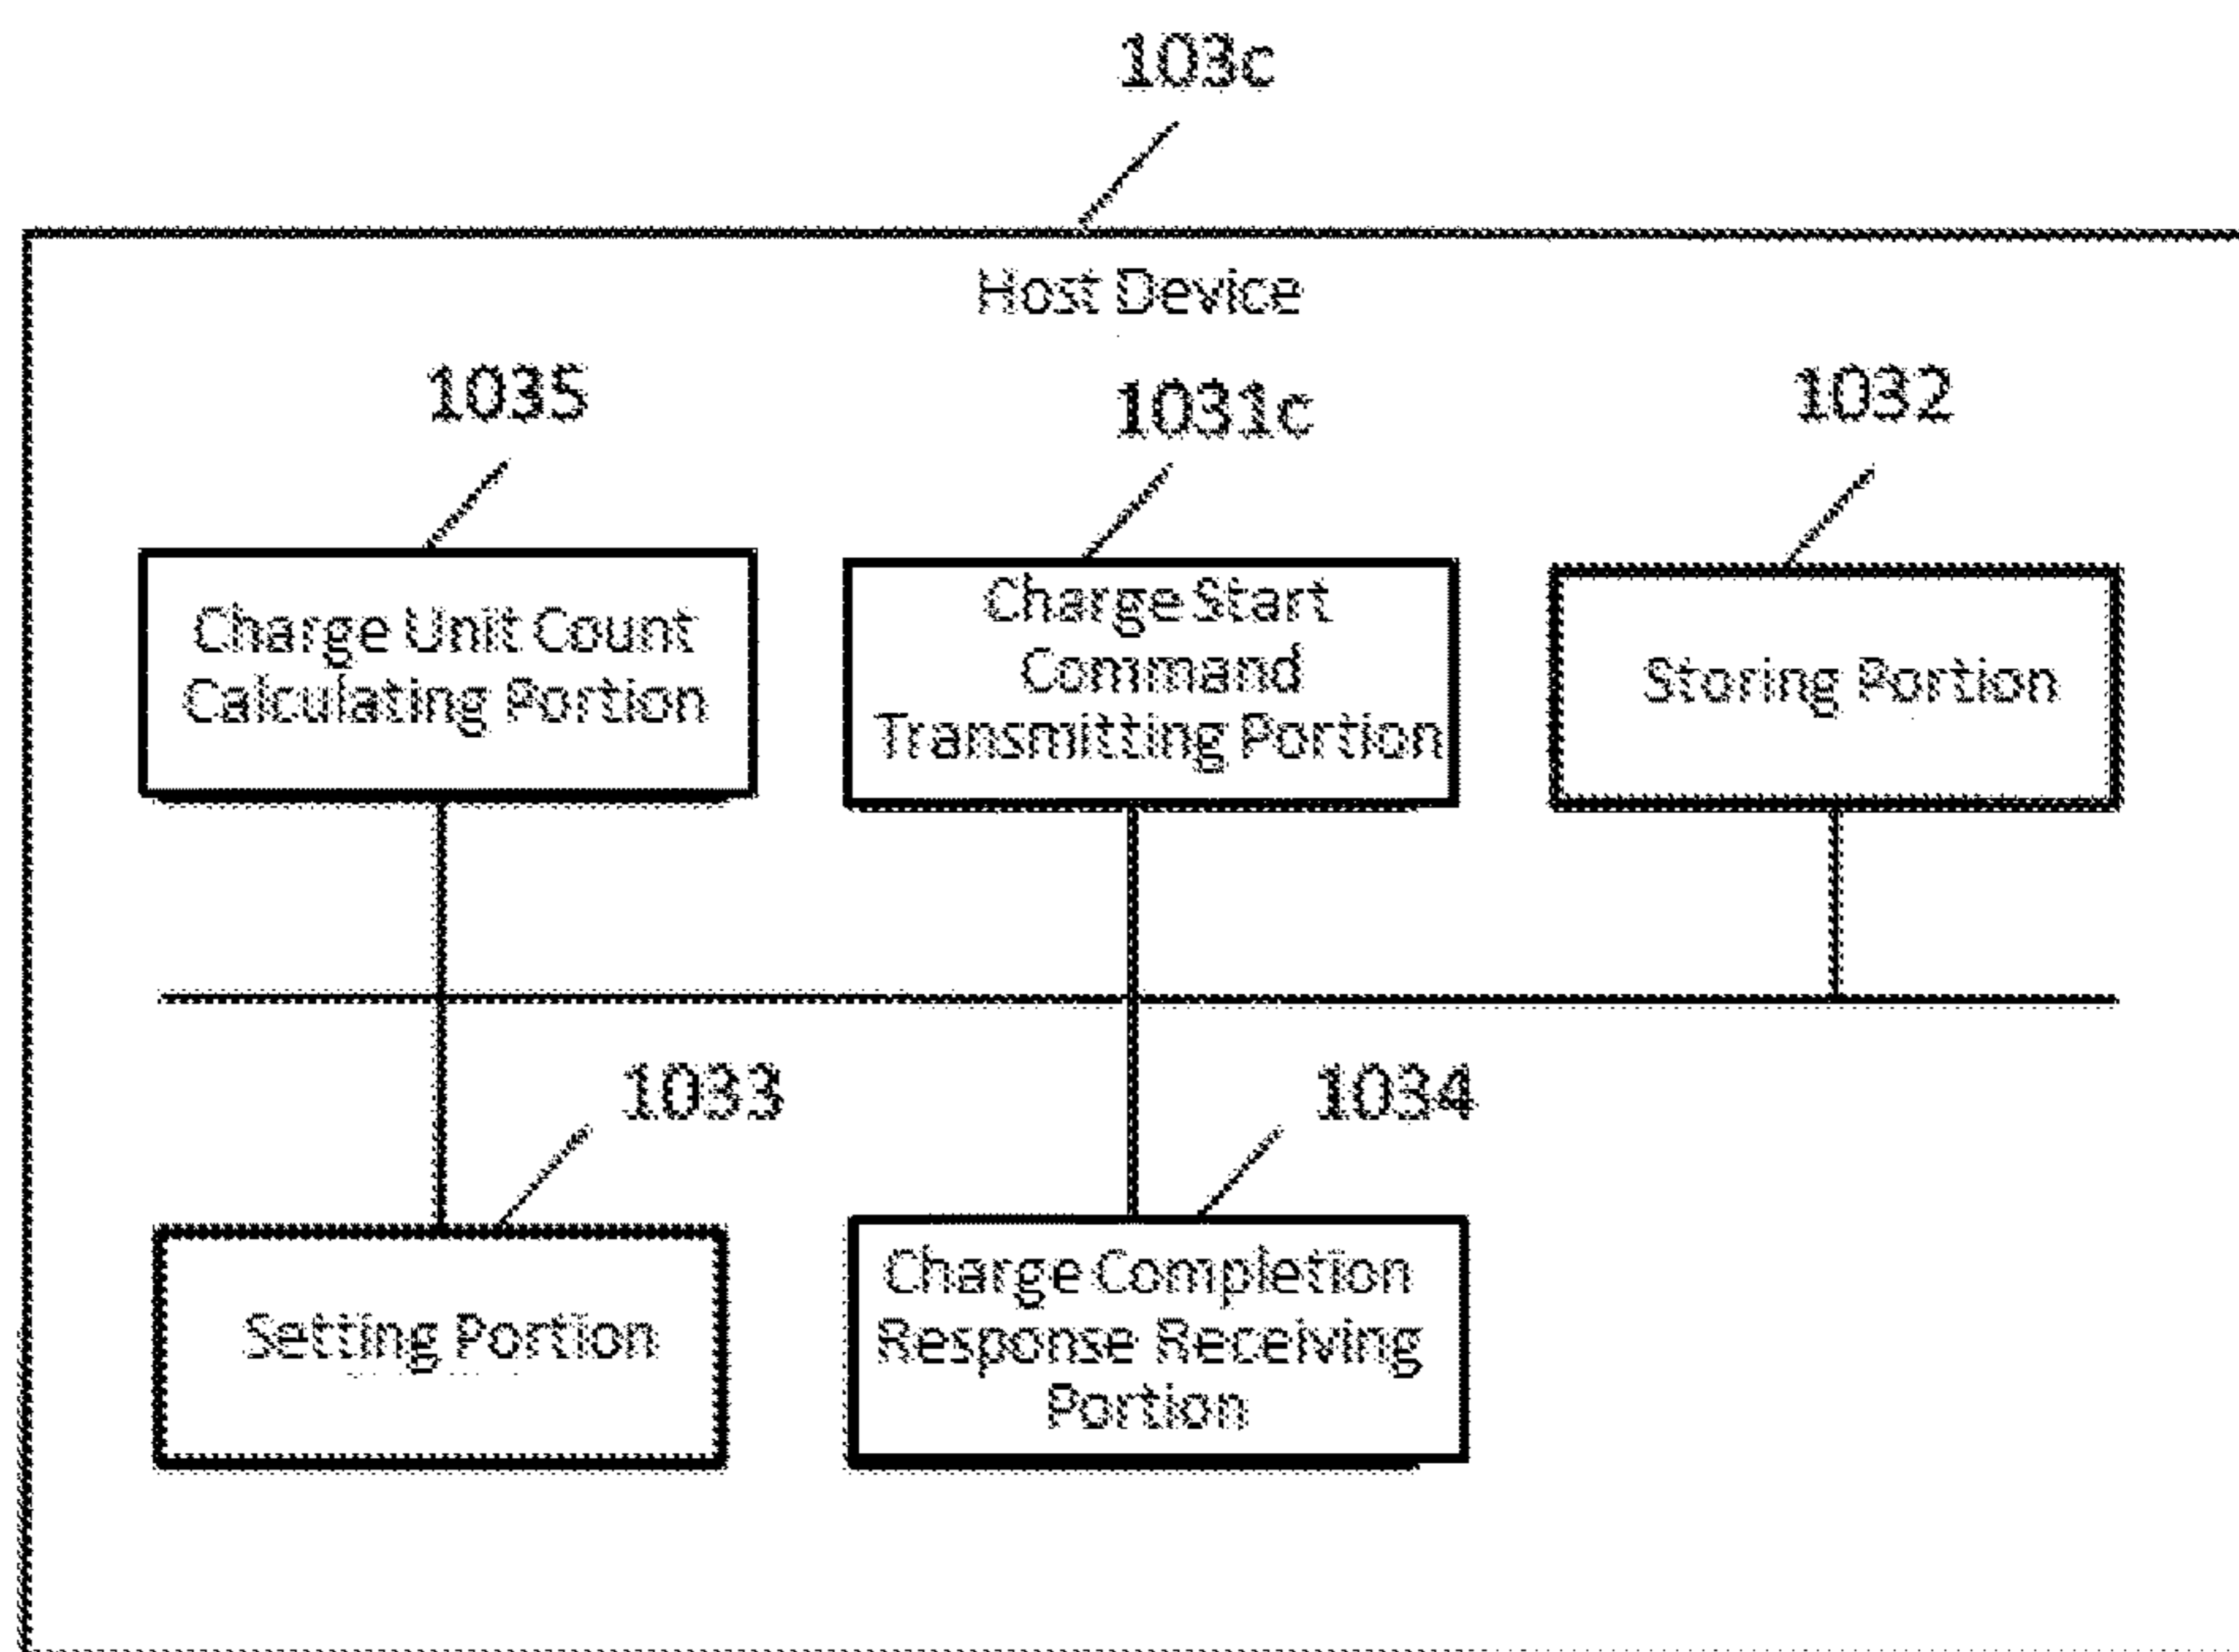 103c
Host Device
1035
1031c
1032
Charge Unit Count
Calculating Portion
Charge Start
Command
Transmitting Portion
Storing Portion
1033
1034
Setting Portion
Charge Completion
Response Receiving
Portion